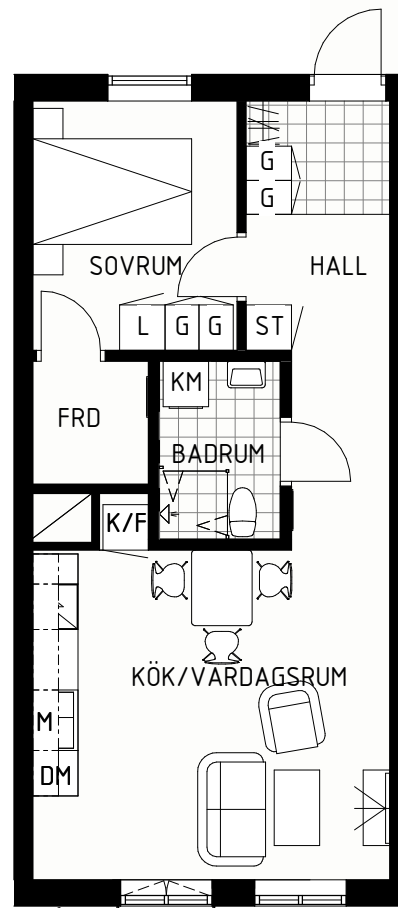 G
G
SOVRUM
HALL
L
G
G
ST
KM
FRD
BADRUM
K/F
KÖK/VARDAGSRUM
M
DM